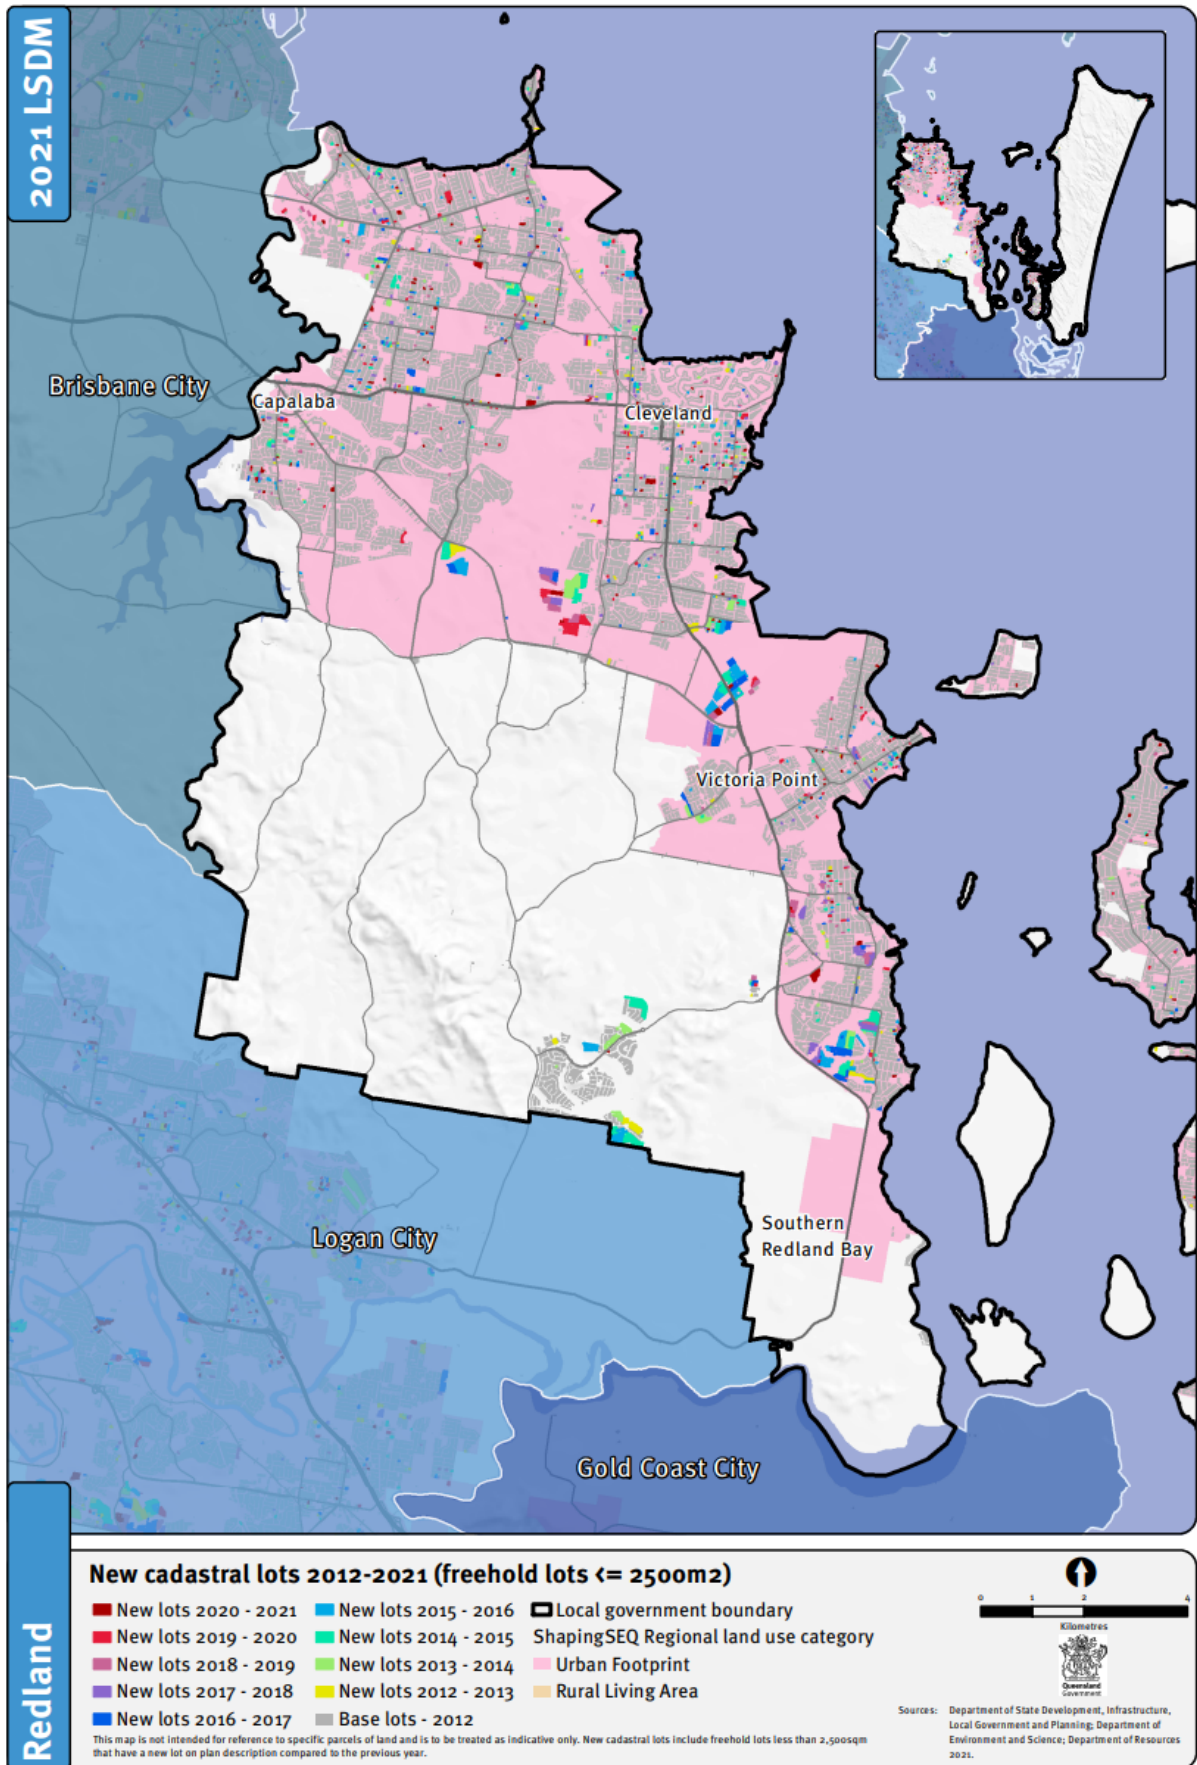 2021 LSDM
Brisbane City
Capalaba
Cleveland
Victoria Point
Logan City
Southern
Redland Bay
Gold Coast City
Redland
New cadastral lots 2012-2021 (freehold lots <= 2500m2)
New lots 2020 - 2021
New lots 2019 - 2020
New lots 2018 - 2019
New lots 2017 - 2018
New lots 2016 - 2017
New lots 2015 - 2016
New lots 2014 - 2015
New lots 2013 - 2014
New lots 2012 - 2013
Base lots - 2012
Local government boundary
ShapingSEQ Regional land use category
Urban Footprint
Rural Living Area
This map is not intended for reference to specific parcels of land and is to be treated as indicative only. New cadastral lots include freehold lots less than 2,500sqm
that have a new lot on plan description compared to the previous year.
0 1 2 4
Kilometres
Queensland
Government
Sources: Department of State Development, Infrastructure,
Local Government and Planning; Department of
Environment and Science; Department of Resources
2021.